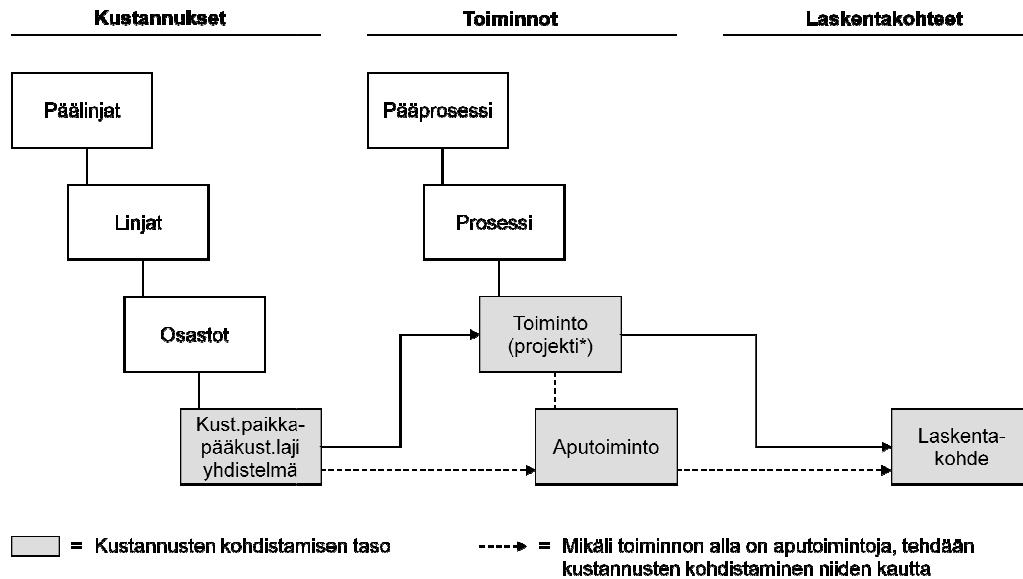 Kustannukset
Toiminnot
Laskentakohteet
Päälinjat
Pääprosessi
Linjat
Prosessi
Osastot
Toiminto
(projekti*)
Kust.paikka-
pääkust.laji
yhdistelmä
Aputoiminto
Laskenta-
kohde
= Kustannusten kohdistamisen taso
= Mikäli toiminnon alla on aputoimintoja, tehdään
kustannusten kohdistaminen niiden kautta